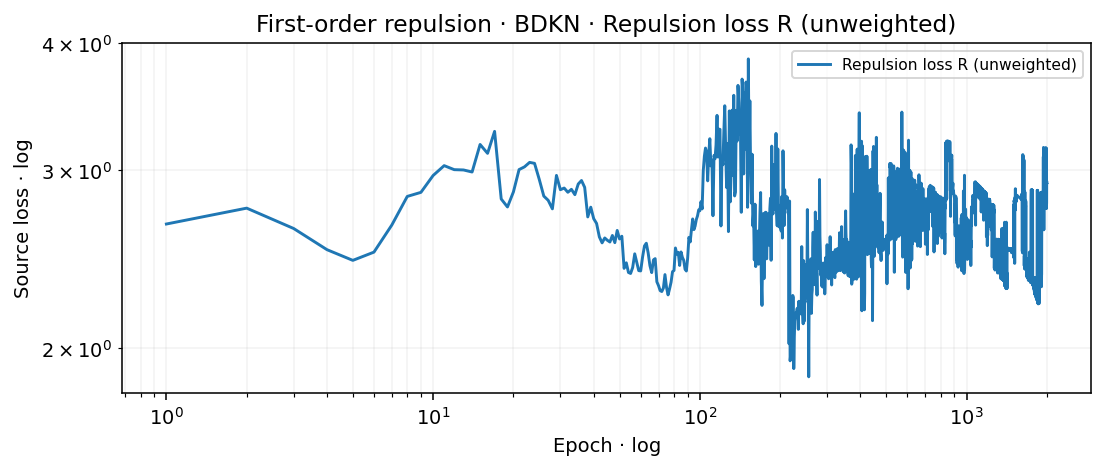 First-order repulsion · BDKN · Repulsion loss R (unweighted)
Repulsion loss R (unweighted)
Source loss · log
4 × 10⁰
3 × 10⁰
2 × 10⁰
10⁰ 10¹ 10² 10³
Epoch · log